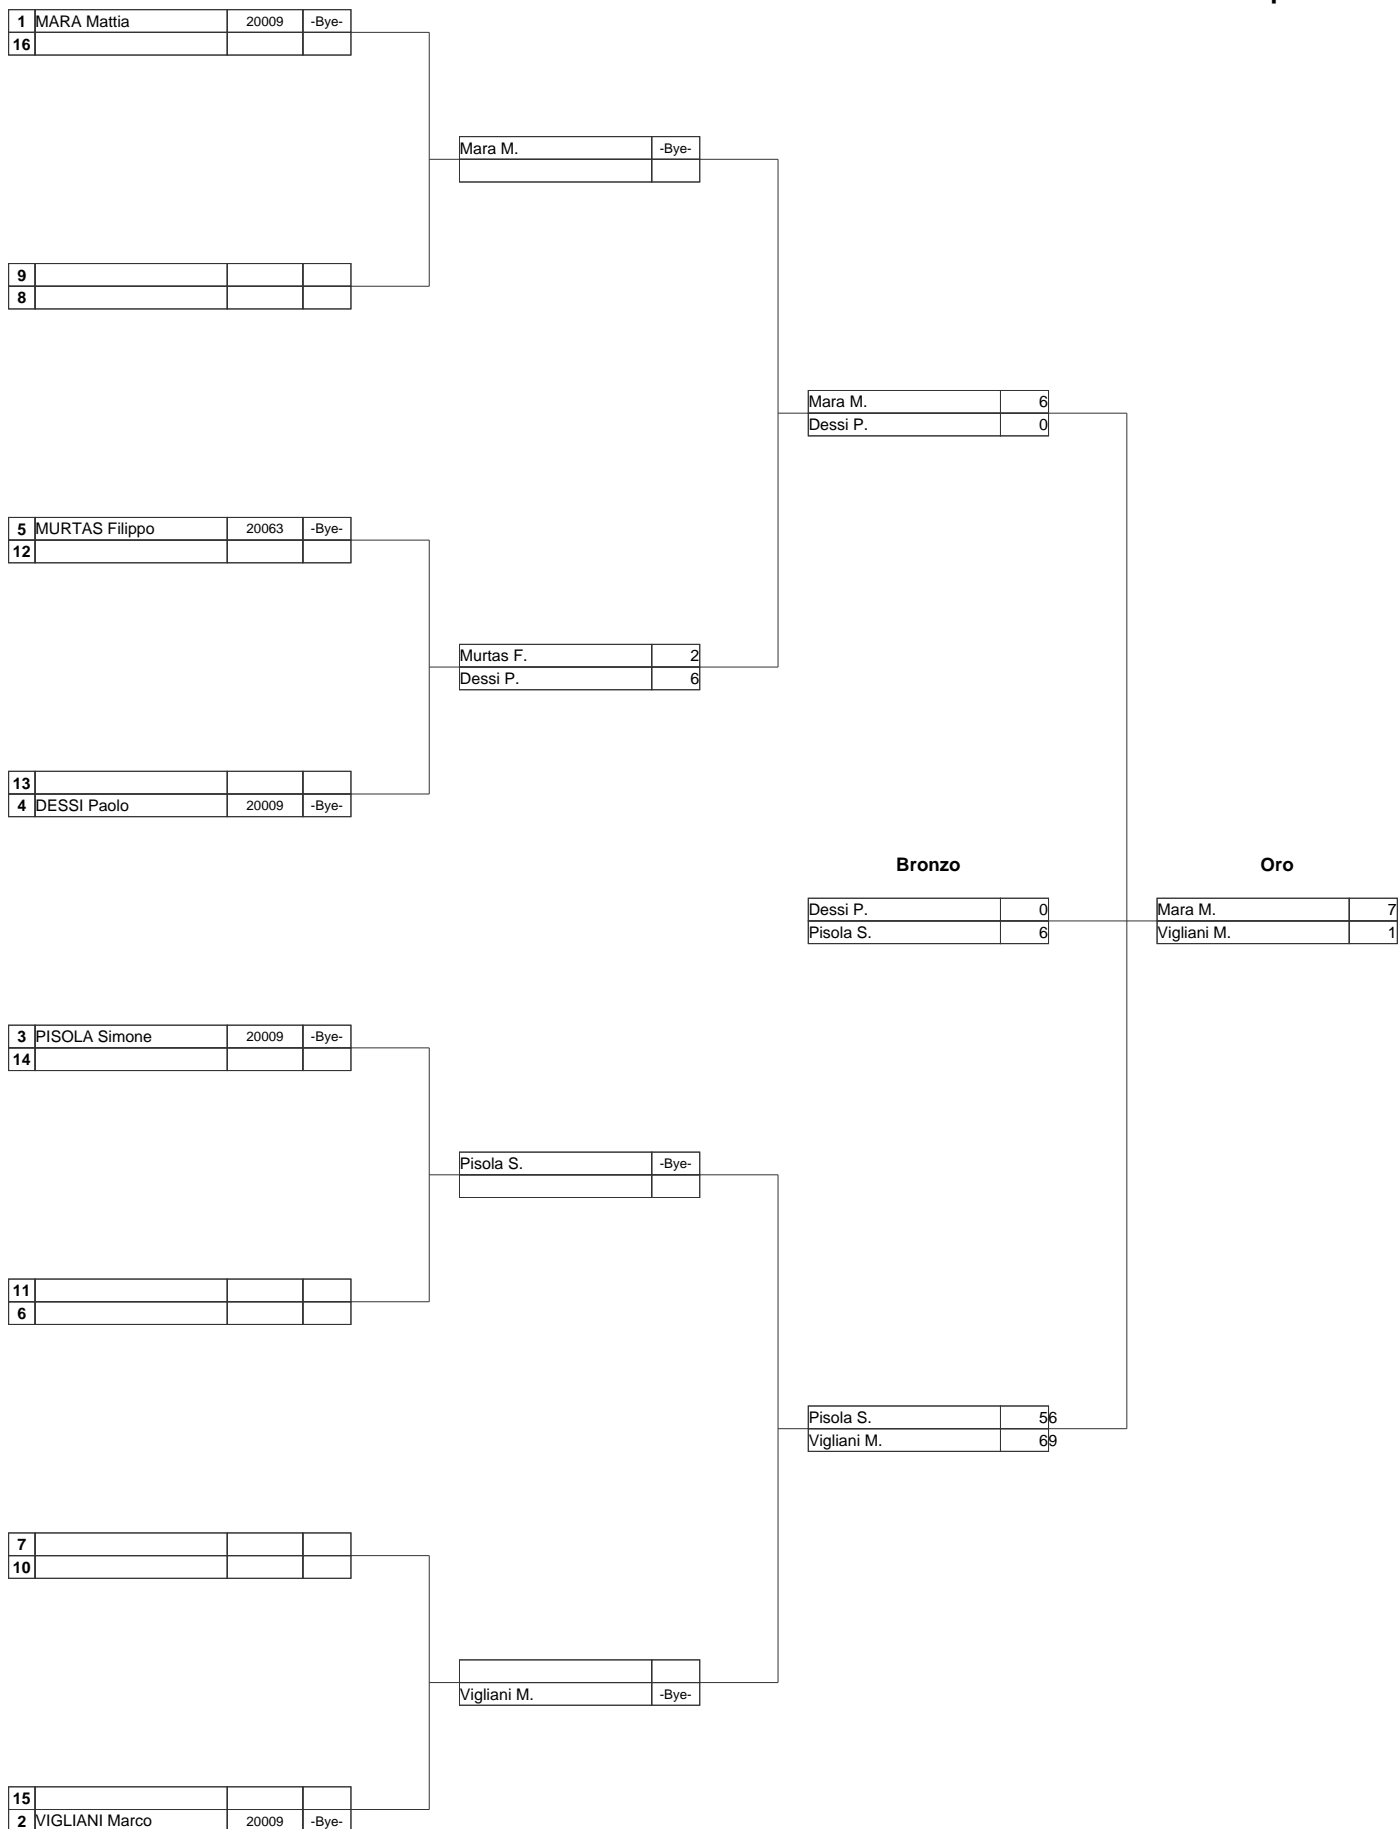 1 MARA Mattia 20009 -Bye-
16
Mara M. -Bye-
9
8
Mara M. 6
Dessi P. 0
5 MURTAS Filippo 20063 -Bye-
12
Murtas F. 2
Dessi P. 6
13
4 DESSI Paolo 20009 -Bye-
Bronzo Oro
Dessi P. 0 Mara M. 7
Pisola S. 6 Vigliani M. 1
3 PISOLA Simone 20009 -Bye-
14
Pisola S. -Bye-
11
6
Pisola S. 56
Vigliani M. 69
7
10
Vigliani M. -Bye-
15
2 VIGLIANI Marco 20009 -Bye-